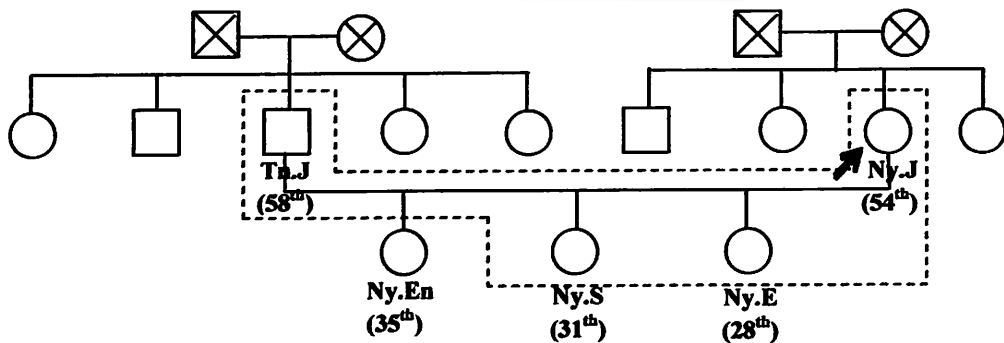 Tn.J
(58th)
Ny.J
(54th)
Ny.En
(35th)
Ny.S
(31th)
Ny.E
(28th)